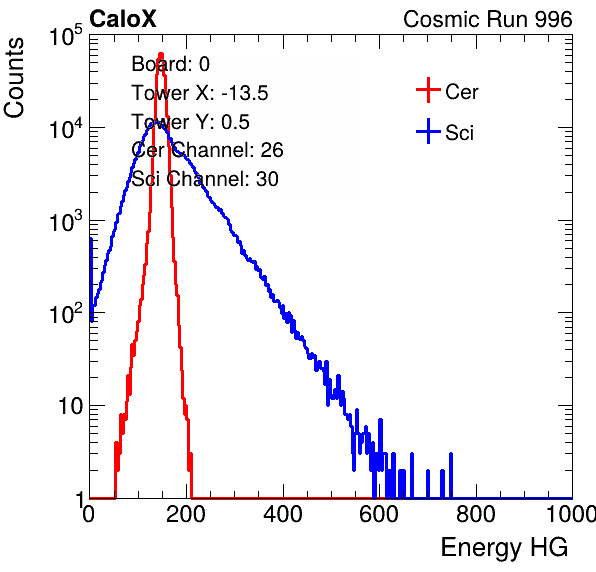 CaloX Cosmic Run 996
Counts
10^5
10^4
10^3
10^2
10
1
Board: 0
Tower X: -13.5
Tower Y: 0.5
Cer Channel: 26
Sci Channel: 30
Cer
Sci
0 200 400 600 800 1000
Energy HG